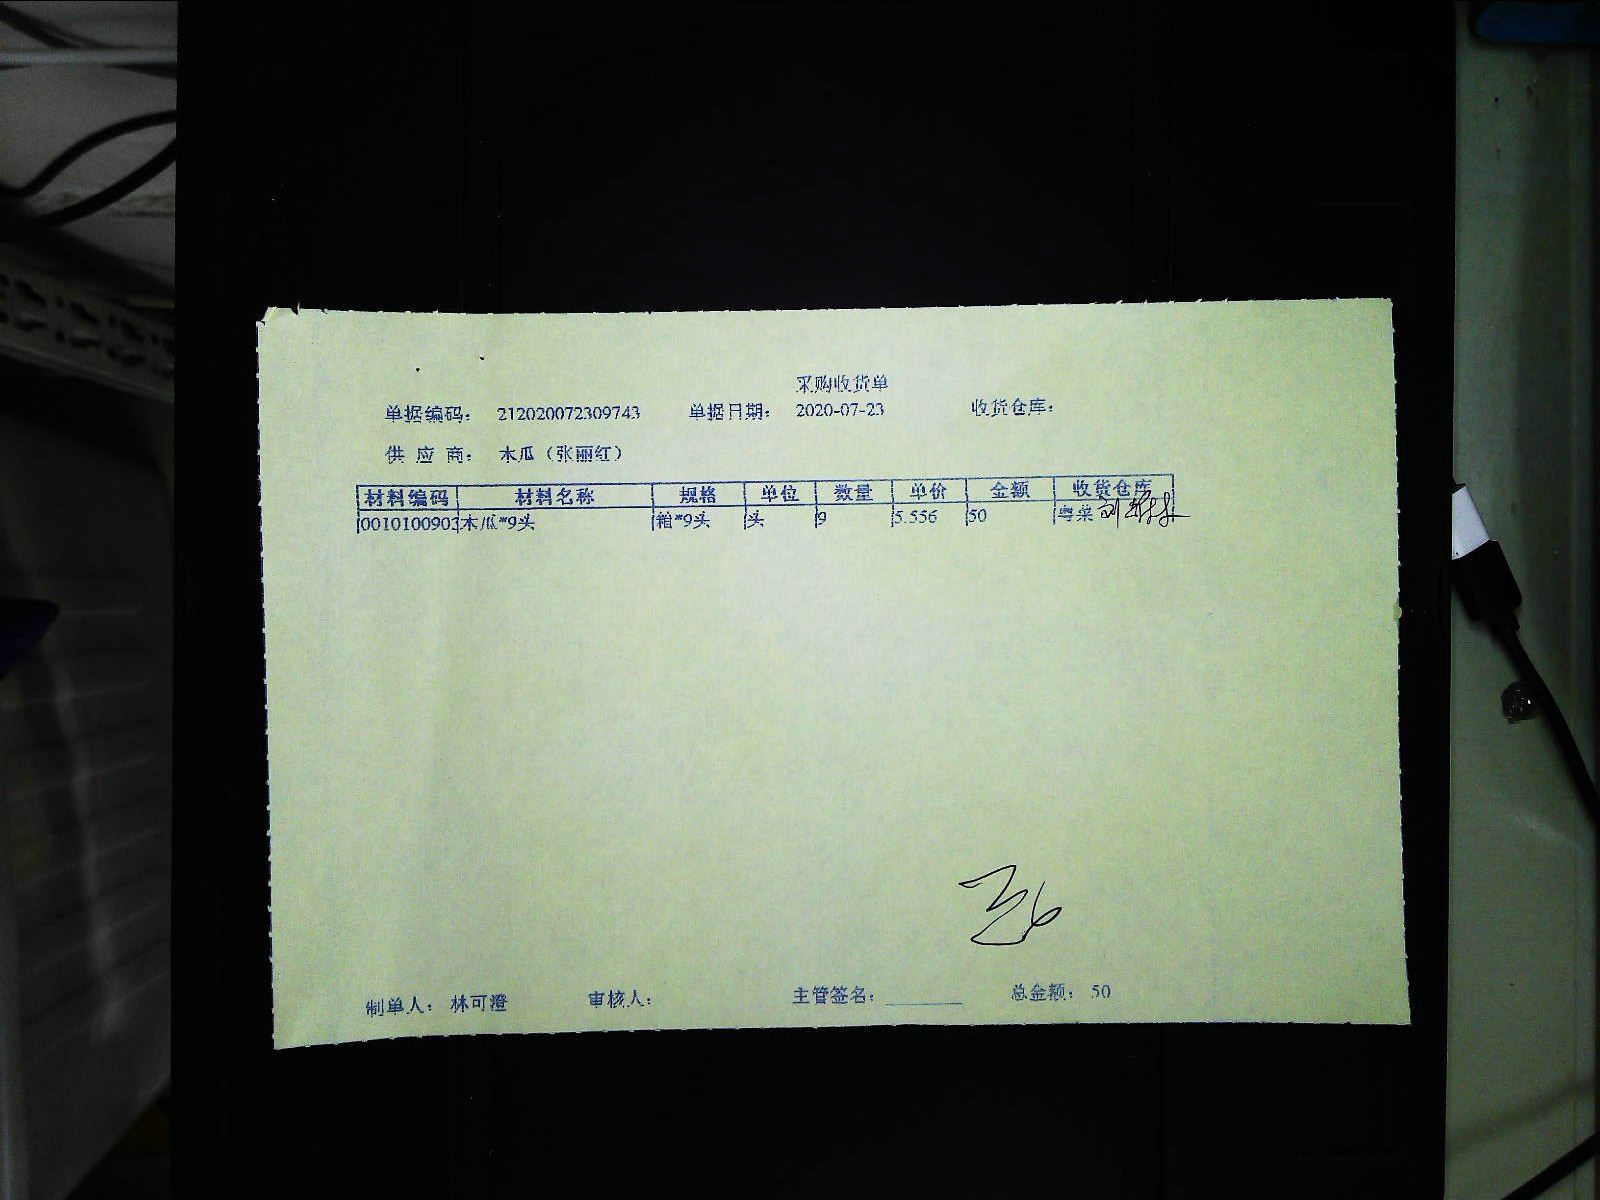 采购收货单
单据编码： 212020072309743 单据日期： 2020-07-23 收货仓库：
供 应 商： 木瓜（张丽红）
材料编码 材料名称 规格 单位 数量 单价 金额 收货仓库
0010100903 木瓜*9头 箱*9头 头 9 5.556 50 粤菜
制单人： 林可澄 审核人： 主管签名： 总金额： 50